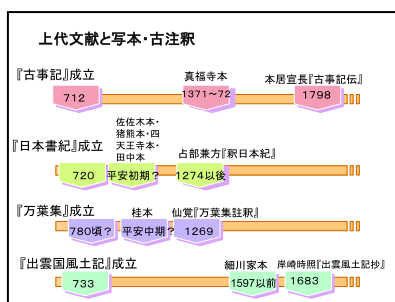 上代文献と写本・古注釈
『古事記』成立
真福寺本
本居宣長『古事記伝』
712
1371～72
1798
佐佐木本・
猪熊本・四
天王寺本・
田中本
『日本書紀』成立
占部兼方『釈日本紀』
720
平安初期？
1274以後
『万葉集』成立
桂本
仙覚『万葉集註釈』
780頃？
平安中期？
1269
『出雲国風土記』成立
細川家本
岸崎時照『出雲風土記抄』
733
1597以前
1683